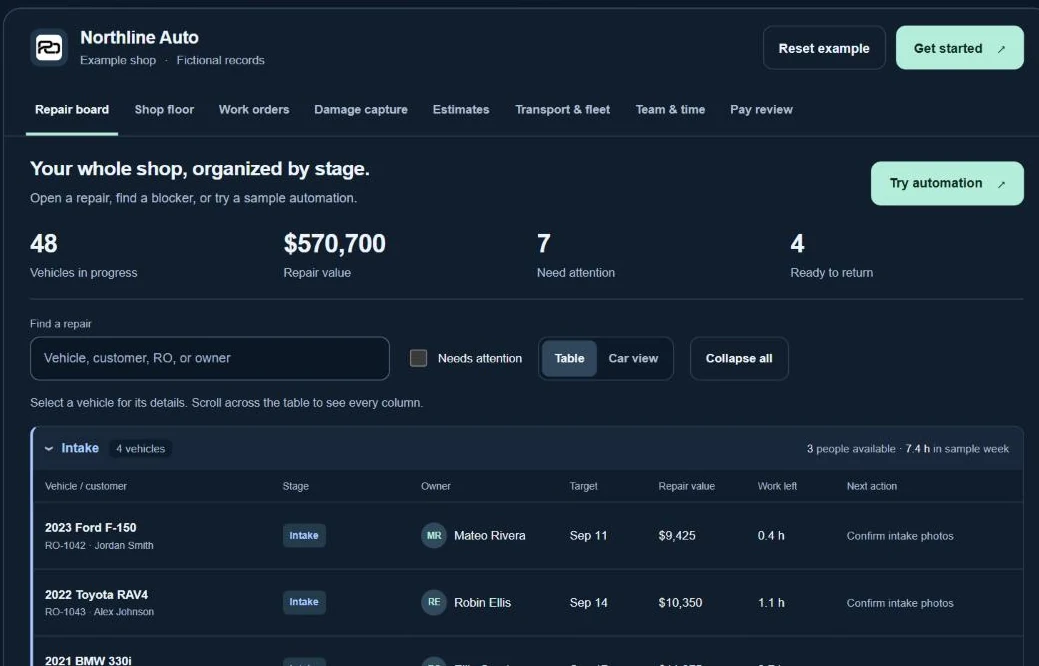 Northline Auto
Example shop · Fictional records
Reset example
Get started ↗
Repair board Shop floor Work orders Damage capture Estimates Transport & fleet Team & time Pay review
Your whole shop, organized by stage.
Open a repair, find a blocker, or try a sample automation.
Try automation ↗
48 $570,700 7 4
Vehicles in progress Repair value Need attention Ready to return
Find a repair
Vehicle, customer, RO, or owner
Needs attention Table Car view Collapse all
Select a vehicle for its details. Scroll across the table to see every column.
Intake 4 vehicles 3 people available · 7.4 h in sample week
Vehicle / customer Stage Owner Target Repair value Work left Next action
2023 Ford F-150
RO-1042 · Jordan Smith
Intake MR Mateo Rivera Sep 11 $9,425 0.4 h Confirm intake photos
2022 Toyota RAV4
RO-1043 · Alex Johnson
Intake RE Robin Ellis Sep 14 $10,350 1.1 h Confirm intake photos
2021 BMW 330i